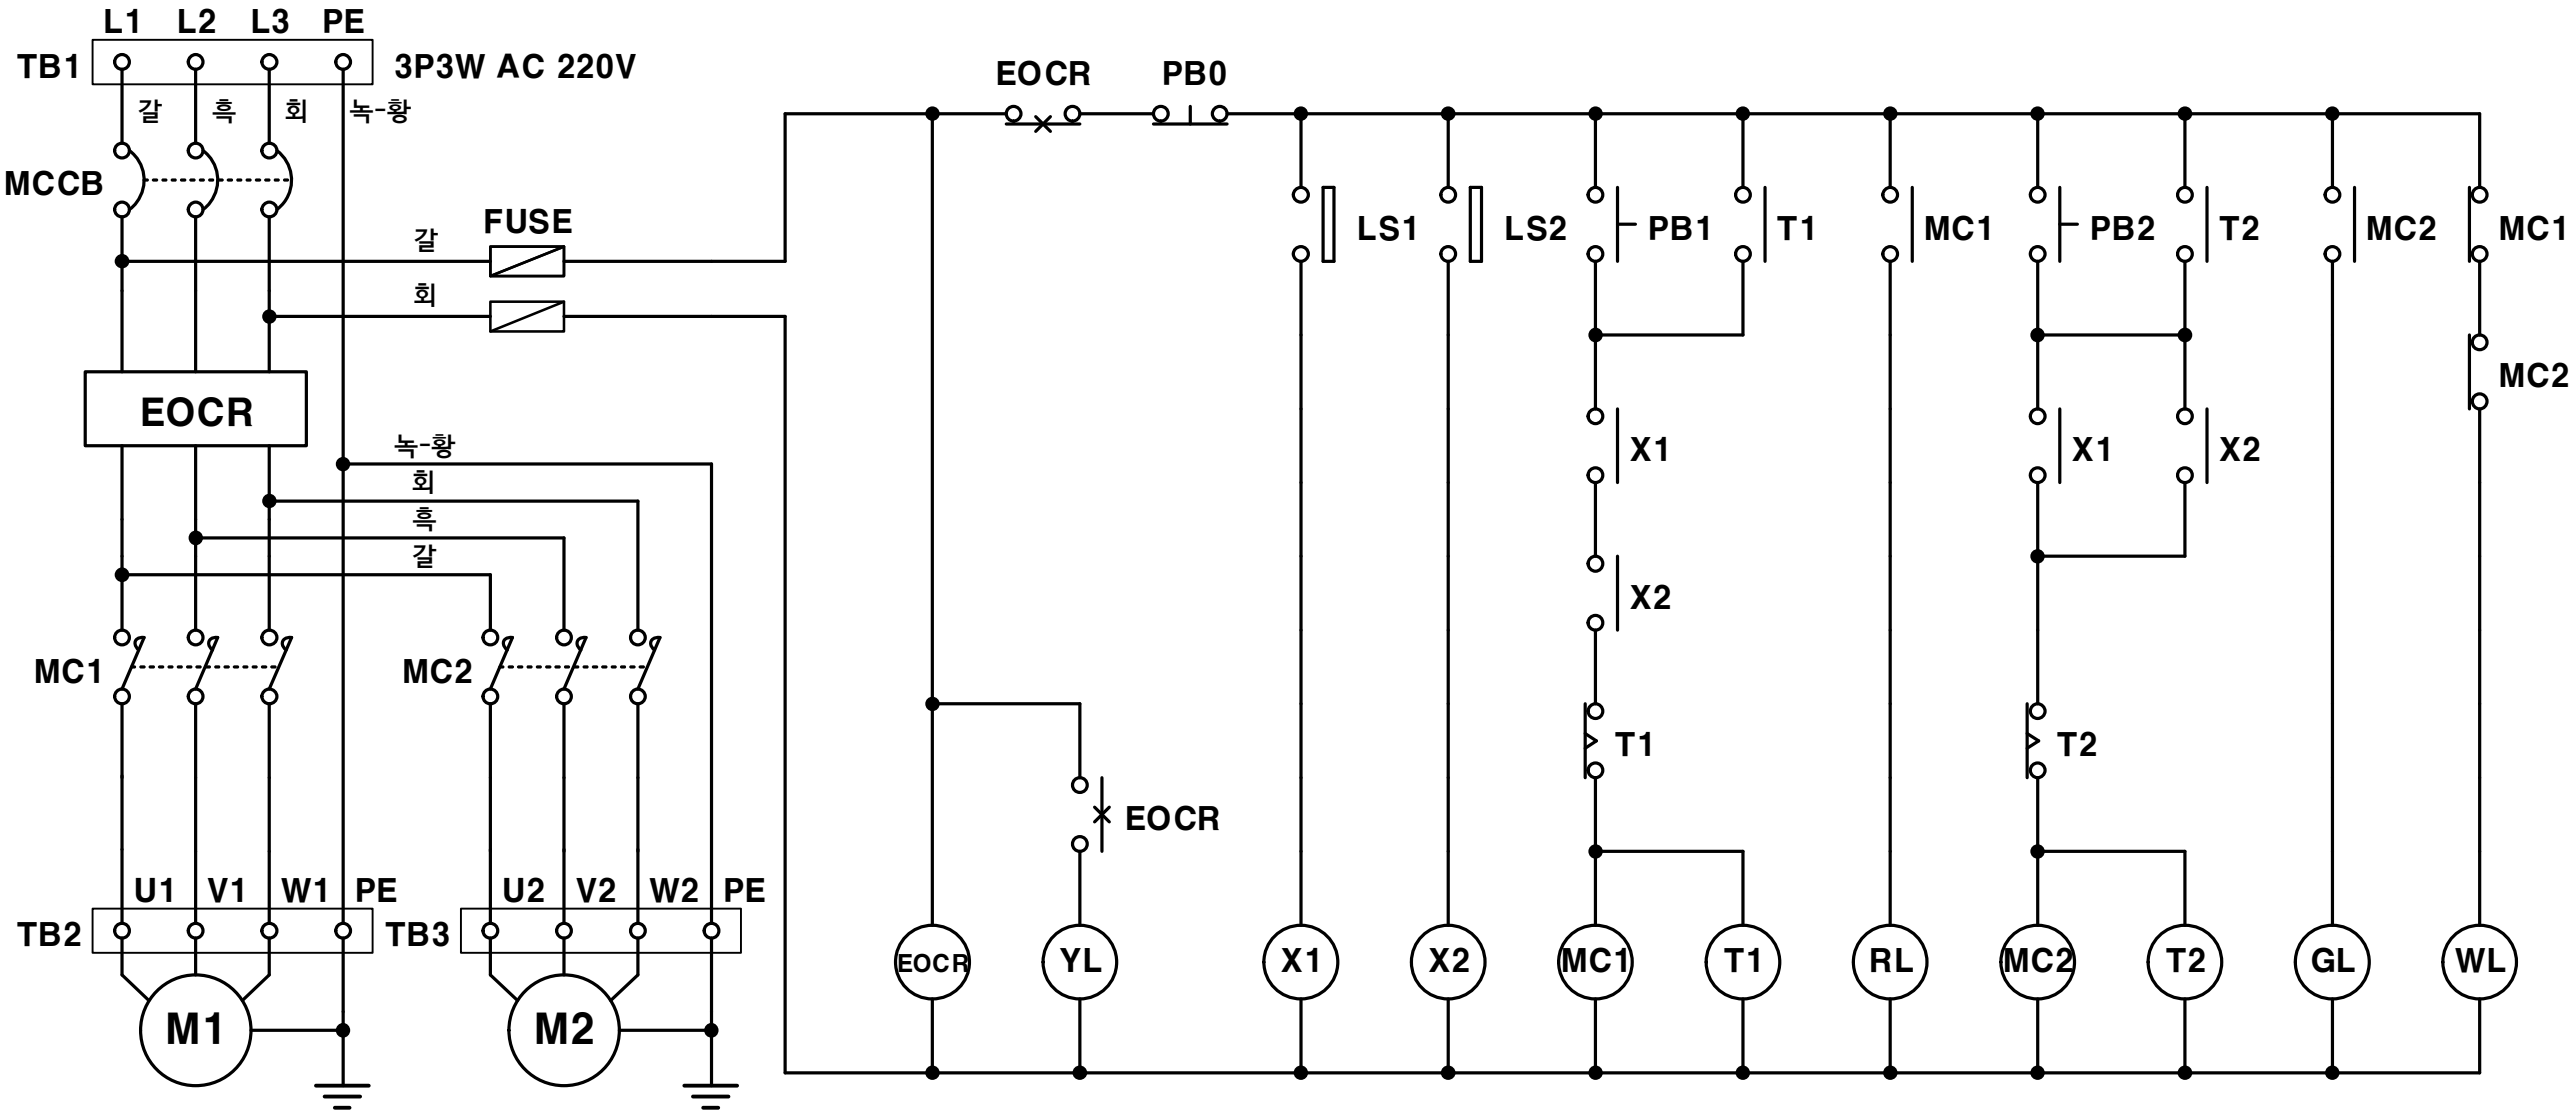 L1 L2 L3 PE
TB1 3P3W AC 220V
갈 흑 회 녹-황
MCCB
갈 FUSE
회
EOCR
녹-황
회
흑
갈
MC1 MC2
U1 V1 W1 PE U2 V2 W2 PE
TB2 TB3
M1 M2
EOCR PB0
LS1 LS2 PB1 T1 MC1 PB2 T2 MC2 MC1
MC2
X1 X1 X2
X2
T1 T2
EOCR
EOCR YL X1 X2 MC1 T1 RL MC2 T2 GL WL